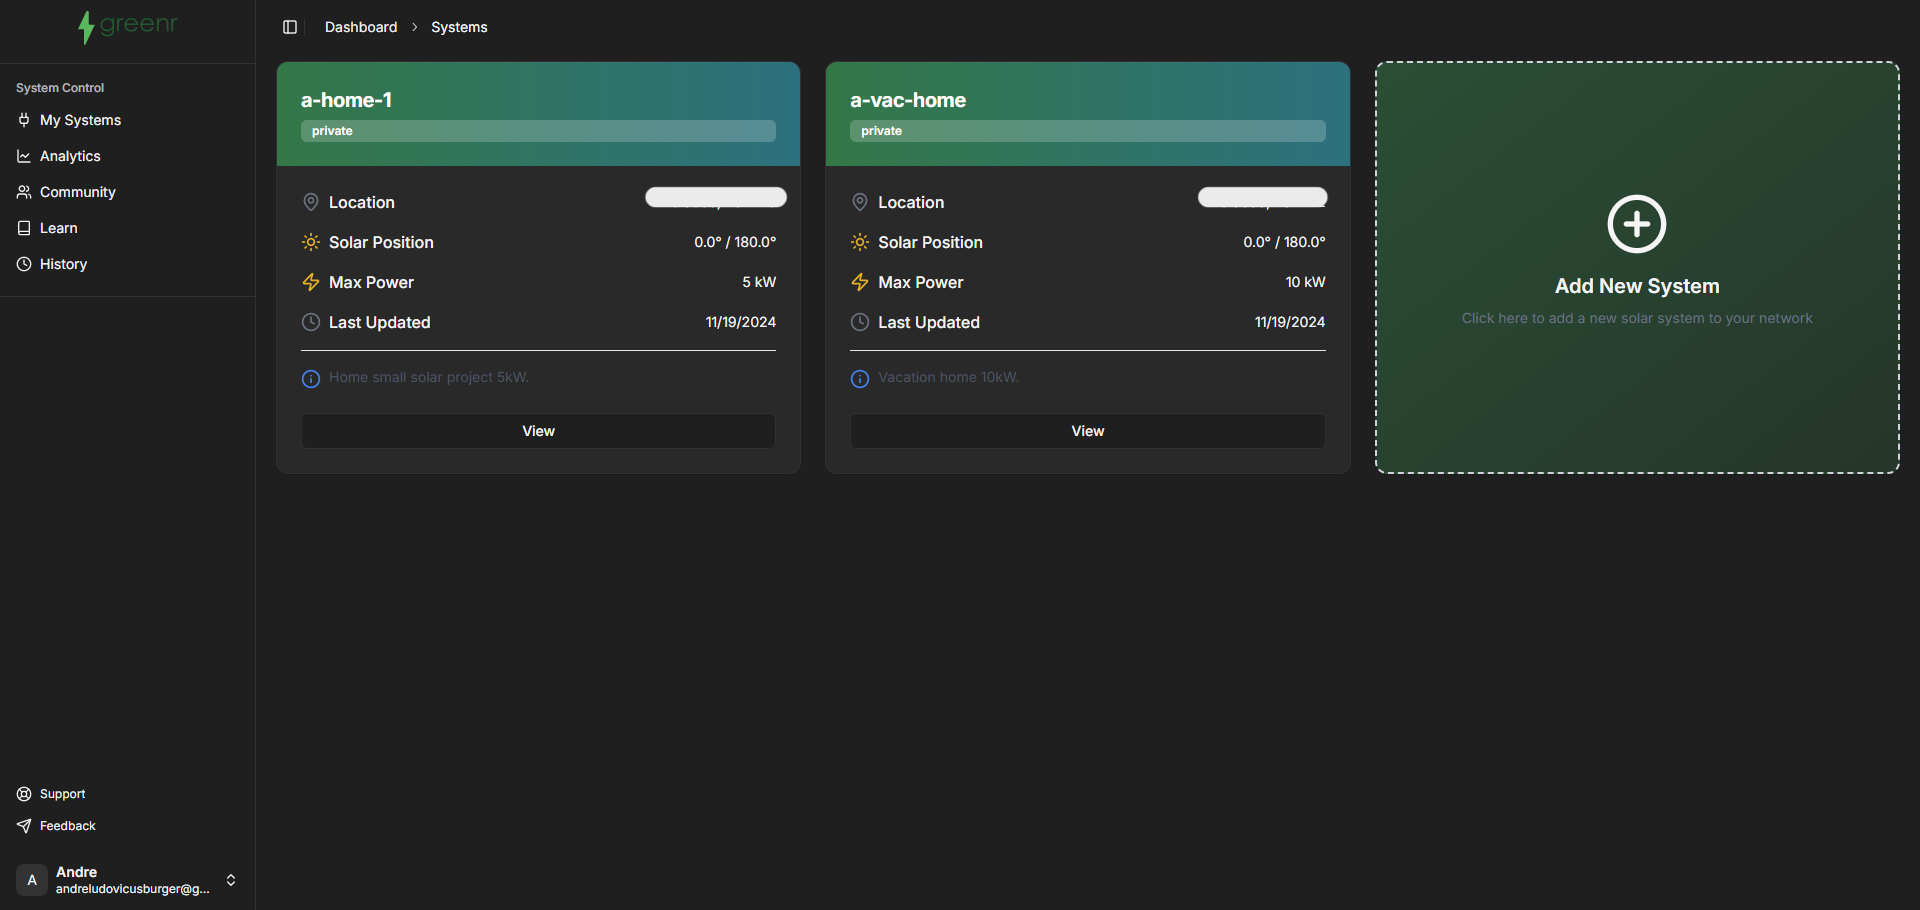 greenr
System Control
My Systems
Analytics
Community
Learn
History
Support
Feedback
A
Andre
andreludovicusburger@g...
Dashboard > Systems
a-home-1
private
Location
Solar Position 0.0° / 180.0°
Max Power 5 kW
Last Updated 11/19/2024
Home small solar project 5kW.
View
a-vac-home
private
Location
Solar Position 0.0° / 180.0°
Max Power 10 kW
Last Updated 11/19/2024
Vacation home 10kW.
View
Add New System
Click here to add a new solar system to your network